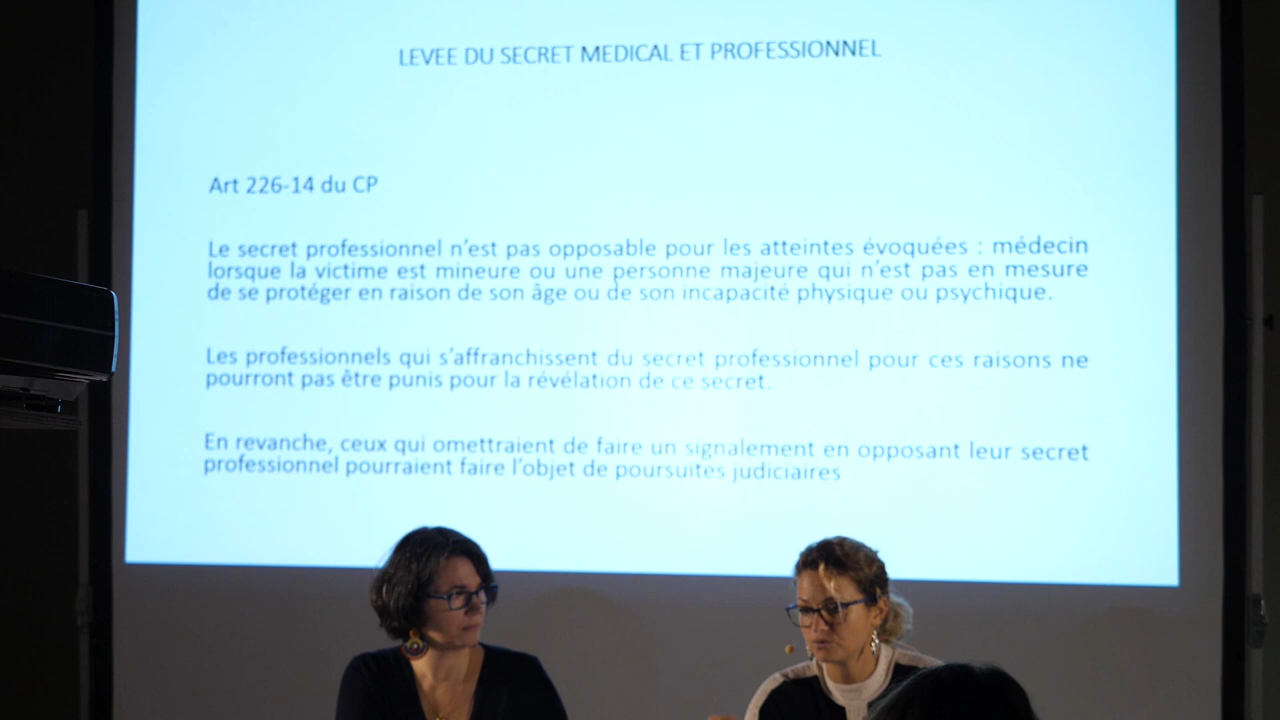 LEVEE DU SECRET MEDICAL ET PROFESSIONNEL
Art 226-14 du CP
Le secret professionnel n’est pas opposable pour les atteintes évoquées : médecin
lorsque la victime est mineure ou une personne majeure qui n’est pas en mesure
de se protéger en raison de son âge ou de son incapacité physique ou psychique.
Les professionnels qui s’affranchissent du secret professionnel pour ces raisons ne
pourront pas être punis pour la révélation de ce secret.
En revanche, ceux qui omettraient de faire un signalement en opposant leur secret
professionnel pourraient faire l’objet de poursuites judiciaires